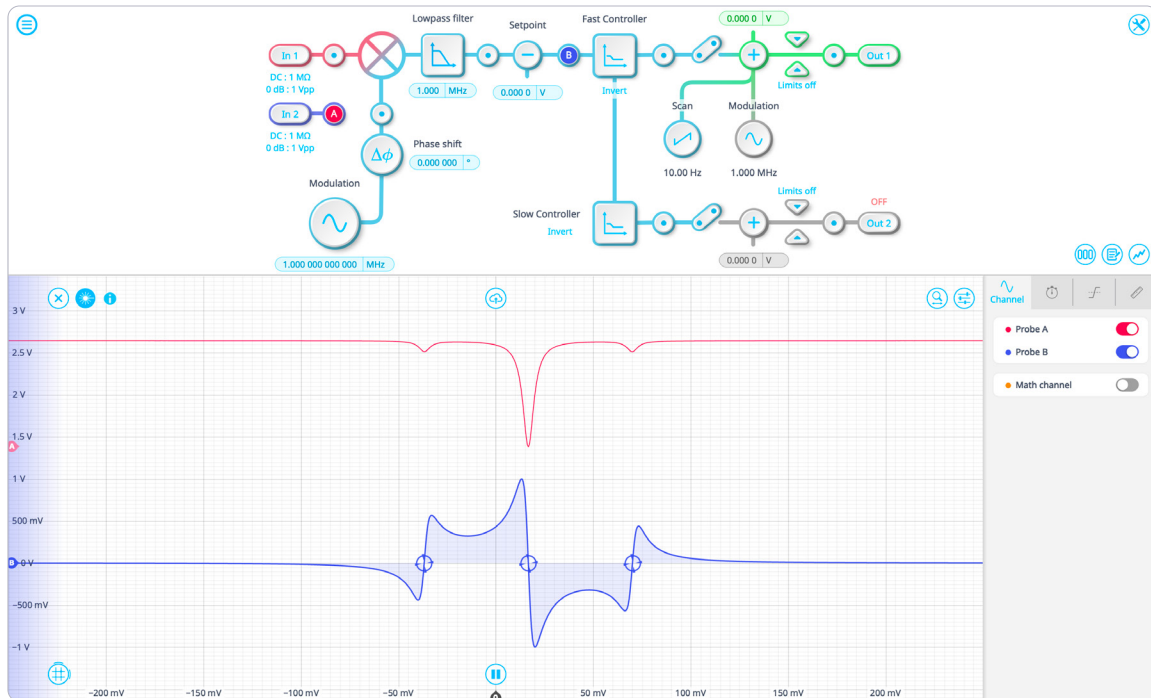 Lowpass filter
Setpoint
Fast Controller
0.000 0 V
In 1
B
Out 1
DC : 1 MΩ
0 dB : 1 Vpp
1.000 MHz
0.000 0 V
Invert
Limits off
In 2
A
Scan
Modulation
DC : 1 MΩ
0 dB : 1 Vpp
Δϕ
Phase shift
0.000 000 °
10.00 Hz
1.000 MHz
Modulation
Limits off
Slow Controller
Invert
OFF
Out 2
1.000 000 000 000 MHz
0.000 0 V
Channel
3 V
Probe A
2.5 V
Probe B
2 V
Math channel
1.5 V
A
1 V
500 mV
B
0 V
−500 mV
−1 V
−200 mV
−150 mV
−100 mV
−50 mV
50 mV
100 mV
150 mV
200 mV